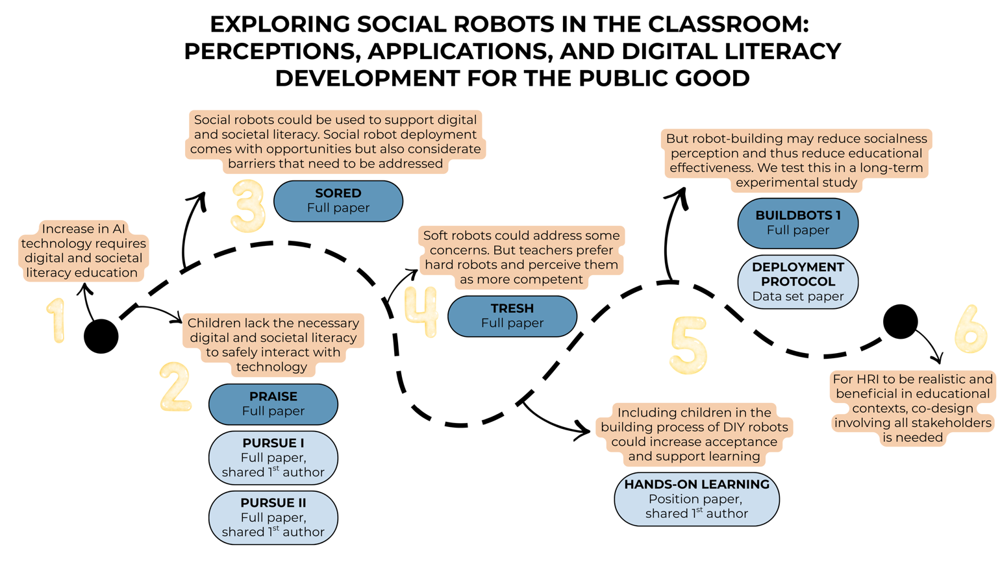 EXPLORING SOCIAL ROBOTS IN THE CLASSROOM:
PERCEPTIONS, APPLICATIONS, AND DIGITAL LITERACY
DEVELOPMENT FOR THE PUBLIC GOOD
1
Increase in AI
technology requires
digital and societal
literacy education
2
Children lack the necessary
digital and societal literacy
to safely interact with
technology
PRAISE
Full paper
PURSUE I
Full paper,
shared 1st author
PURSUE II
Full paper,
shared 1st author
3
Social robots could be used to support digital
and societal literacy. Social robot deployment
comes with opportunities but also considerate
barriers that need to be addressed
SORED
Full paper
4
Soft robots could address some
concerns. But teachers prefer
hard robots and perceive them
as more competent
TRESH
Full paper
5
But robot-building may reduce socialness
perception and thus reduce educational
effectiveness. We test this in a long-term
experimental study
BUILDBOTS 1
Full paper
DEPLOYMENT
PROTOCOL
Data set paper
Including children in the
building process of DIY robots
could increase acceptance
and support learning
HANDS-ON LEARNING
Position paper,
shared 1st author
6
For HRI to be realistic and
beneficial in educational
contexts, co-design
involving all stakeholders
is needed